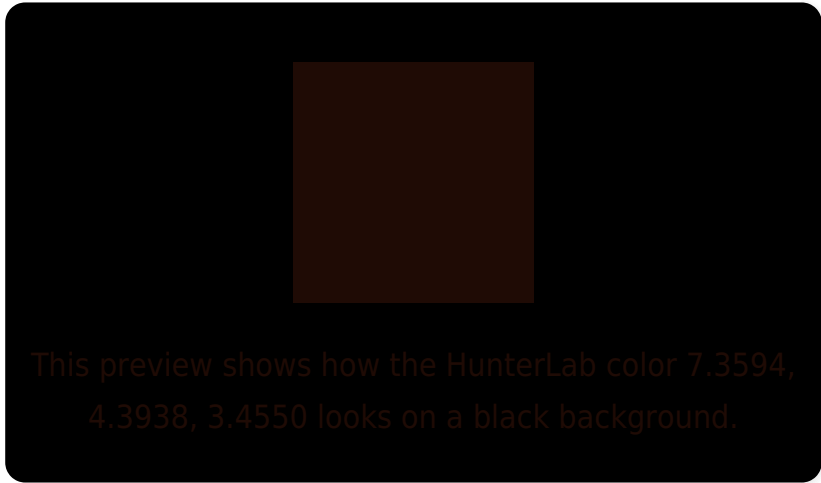 This preview shows how the HunterLab color 7.3594,
4.3938, 3.4550 looks on a black background.